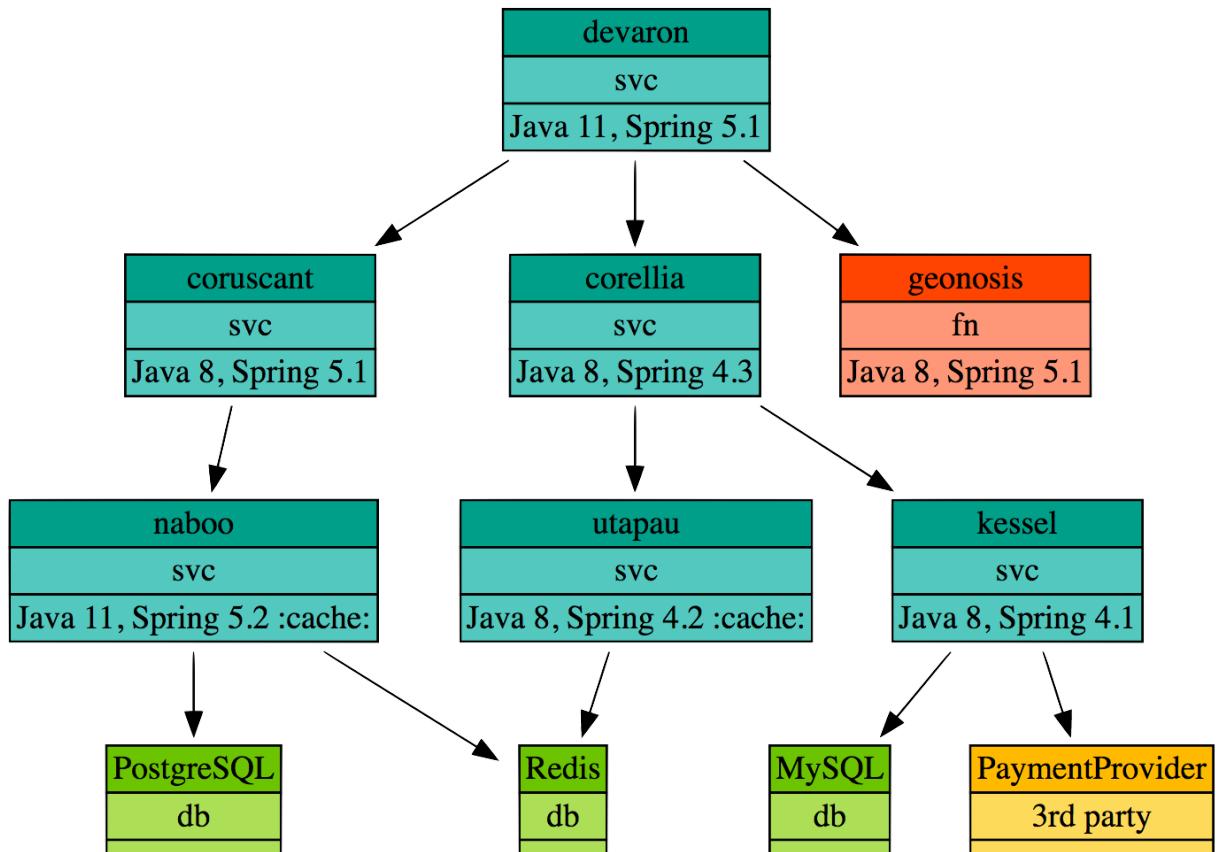 devaron
svc
Java 11, Spring 5.1
coruscant
svc
Java 8, Spring 5.1
corellia
svc
Java 8, Spring 4.3
geonosis
fn
Java 8, Spring 5.1
naboo
svc
Java 11, Spring 5.2 :cache:
utapau
svc
Java 8, Spring 4.2 :cache:
kessel
svc
Java 8, Spring 4.1
PostgreSQL
db
Redis
db
MySQL
db
PaymentProvider
3rd party